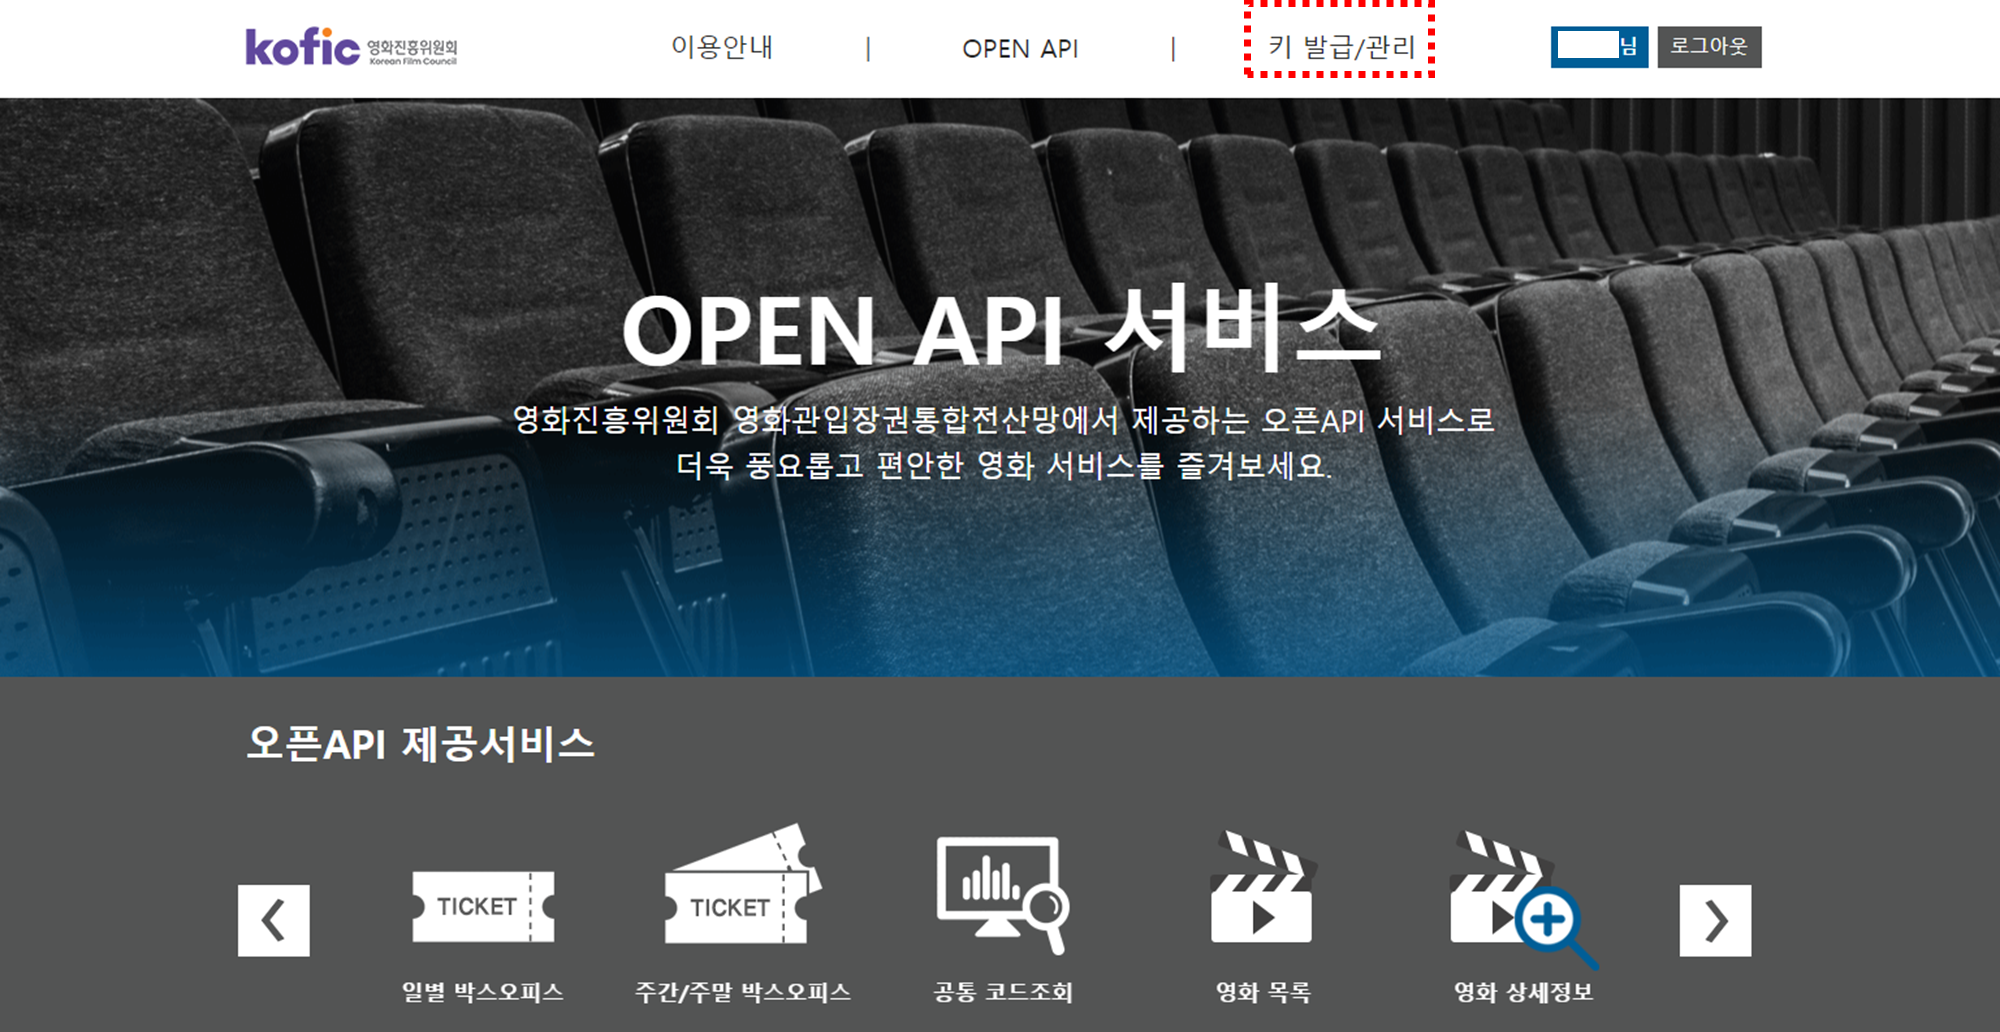 kofic 영화진흥위원회
Korean Film Council
이용안내 | OPEN API | 키 발급/관리
님 로그아웃
OPEN API 서비스
영화진흥위원회 영화관입장권통합전산망에서 제공하는 오픈API 서비스로
더욱 풍요롭고 편안한 영화 서비스를 즐겨보세요.
오픈API 제공서비스
TICKET
TICKET
일별 박스오피스
주간/주말 박스오피스
공통 코드조회
영화 목록
영화 상세정보